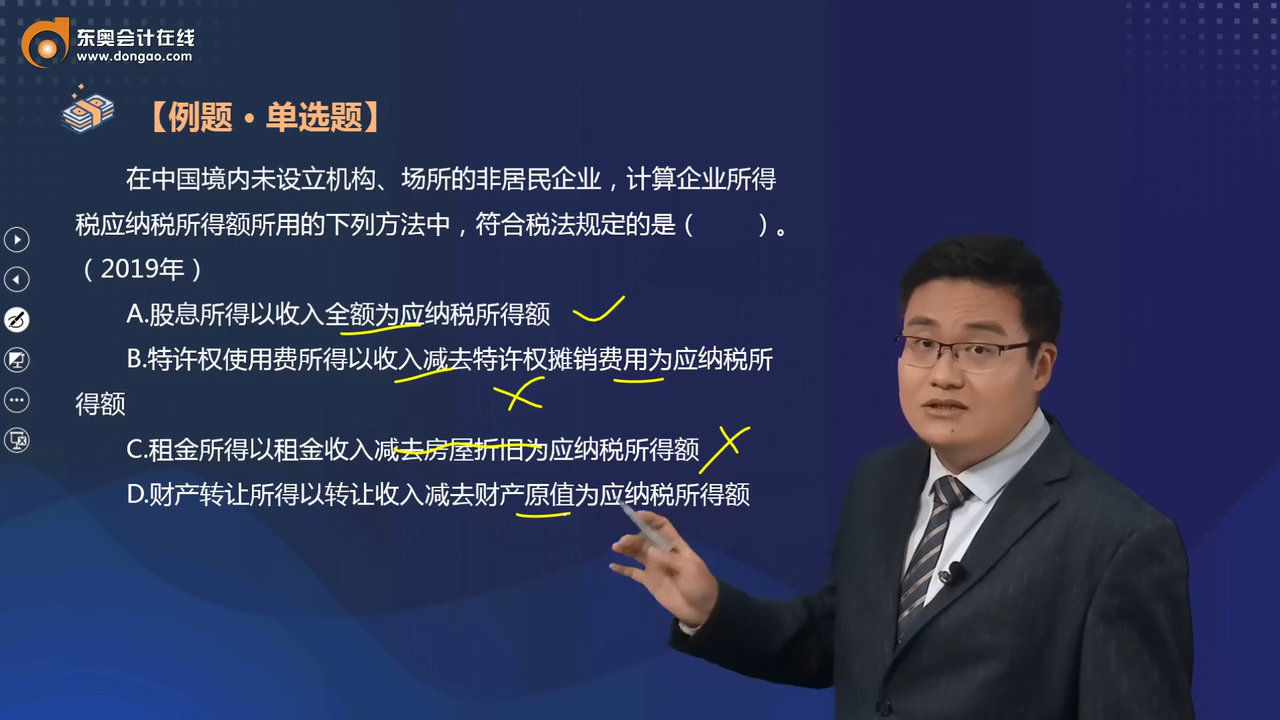 东奥会计在线
www.dongao.com
【例题·单选题】
在中国境内未设立机构、场所的非居民企业，计算企业所得
税应纳税所得额所用的下列方法中，符合税法规定的是（　　）。
（2019年）
A.股息所得以收入全额为应纳税所得额
B.特许权使用费所得以收入减去特许权摊销费用为应纳税所
得额
C.租金所得以租金收入减去房屋折旧为应纳税所得额
D.财产转让所得以转让收入减去财产原值为应纳税所得额